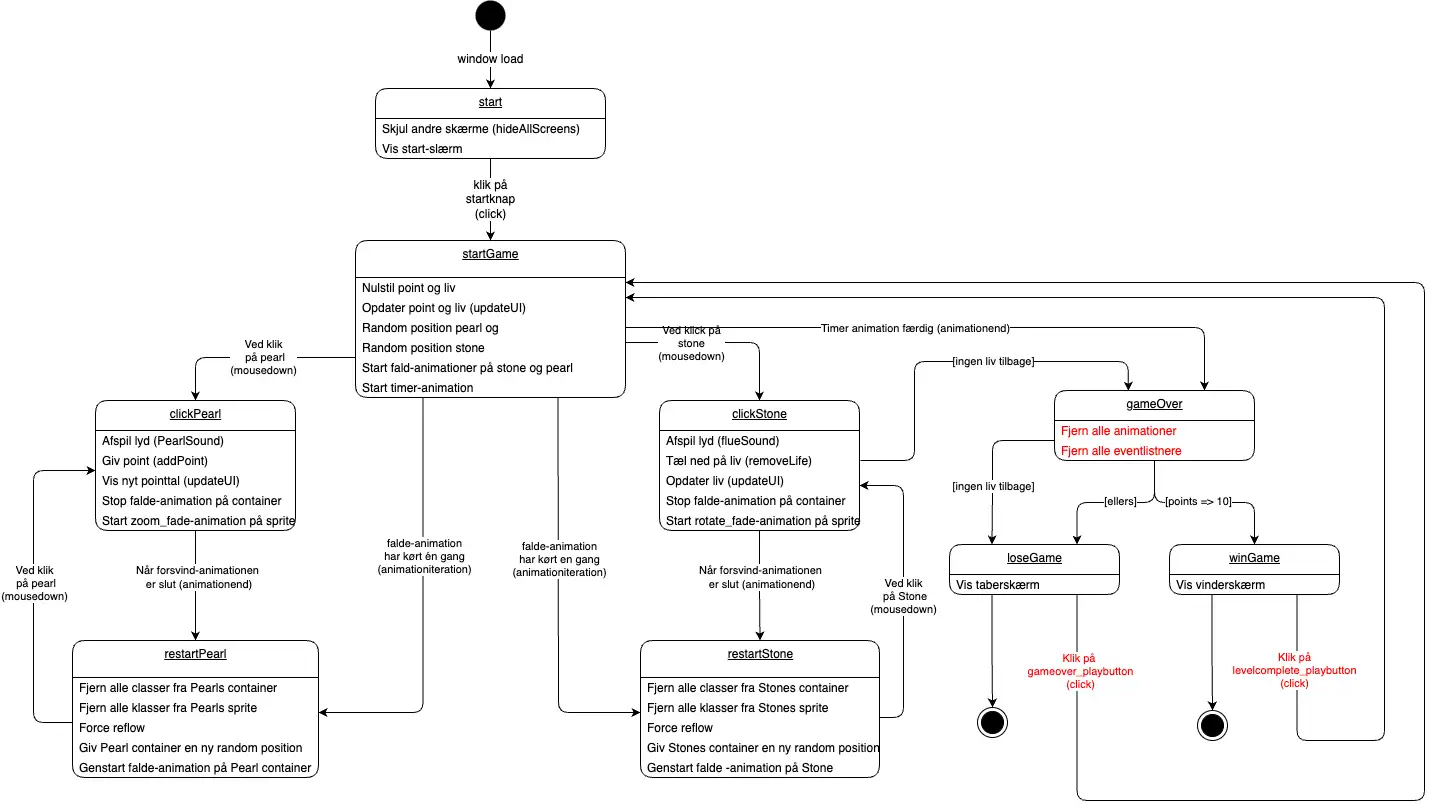 window load
start
Skjul andre skærme (hideAllScreens)
Vis start-slærm
klik på
startknap
(click)
startGame
Nulstil point og liv
Opdater point og liv (updateUI)
Random position pearl og
Random position stone
Start fald-animationer på stone og pearl
Start timer-animation
Ved klik
på pearl
(mousedown)
Ved klick på
stone
(mousedown)
Timer animation færdig (animationend)
[ingen liv tilbage]
clickPearl
Afspil lyd (PearlSound)
Giv point (addPoint)
Vis nyt pointtal (updateUI)
Stop falde-animation på container
Start zoom_fade-animation på sprite
clickStone
Afspil lyd (flueSound)
Tæl ned på liv (removeLife)
Opdater liv (updateUI)
Stop falde-animation på container
Start rotate_fade-animation på sprite
gameOver
Fjern alle animationer
Fjern alle eventlistnere
[ingen liv tilbage]
[ellers]
[points => 10]
falde-animation
har kørt én gang
(animationiteration)
falde-animation
har kørt en gang
(animationiteration)
Ved klik
på pearl
(mousedown)
Når forsvind-animationen
er slut (animationend)
Når forsvind-animationen
er slut (animationend)
Ved klik
på Stone
(mousedown)
loseGame
Vis taberskærm
winGame
Vis vinderskærm
restartPearl
Fjern alle classer fra Pearls container
Fjern alle klasser fra Pearls sprite
Force reflow
Giv Pearl container en ny random position
Genstart falde-animation på Pearl container
restartStone
Fjern alle classer fra Stones container
Fjern alle klasser fra Stones sprite
Force reflow
Giv Stones container en ny random position
Genstart falde -animation på Stone
Klik på
gameover_playbutton
(click)
Klik på
levelcomplete_playbutton
(click)